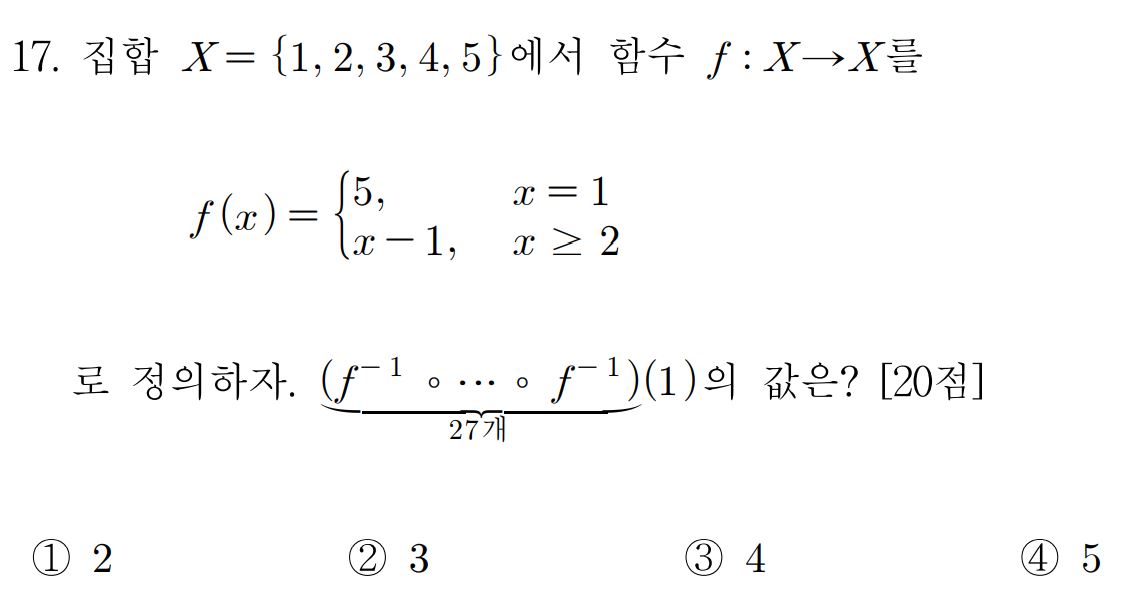 17. 집합 X = {1, 2, 3, 4, 5}에서 함수 f : X→X를
f(x) = { 5, x = 1
x − 1, x ≥ 2
로 정의하자. (f⁻¹ ∘ ⋯ ∘ f⁻¹)(1)의 값은? [20점]
27개
① 2 ② 3 ③ 4 ④ 5